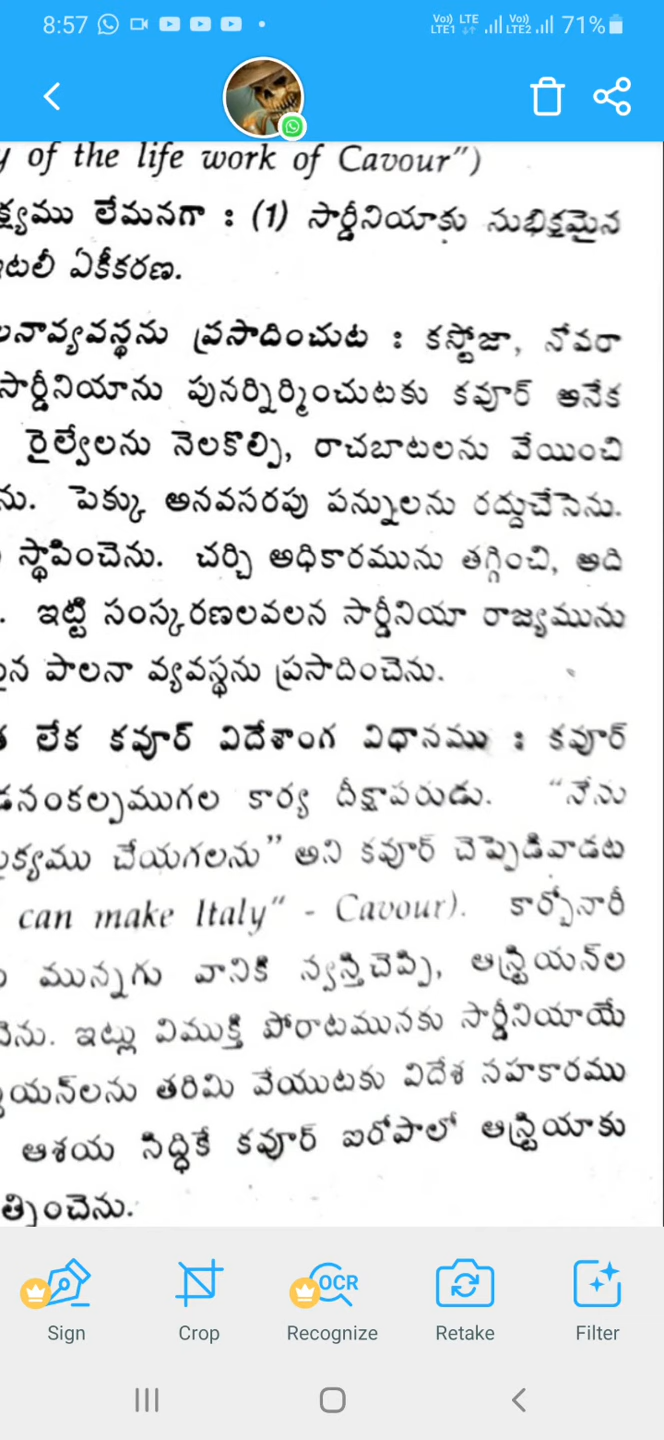 8:57
71%
y of the life work of Cavour")
క్ష్యము లేమనగా : (1) సార్డీనియాకు సుభిక్షమైన
ఇటలీ ఏకీకరణ.
లనావ్యవస్థను ప్రసాదించుట : కస్టోజా, నోవరా
సార్డీనియాను పునర్నిర్మించుటకు కవూర్ అనేక
రైల్వేలను నెలకొల్పి, రాచబాటలను వేయించి
ను. పెక్కు అనవసరపు పన్నులను రద్దుచేసెను.
స్థాపించెను. చర్చి అధికారమును తగ్గించి, అది
. ఇట్టి సంస్కరణలవలన సార్డీనియా రాజ్యమును
న పాలనా వ్యవస్థను ప్రసాదించెను.
లేక కవూర్ విదేశాంగ విధానము : కవూర్
డసంకల్పముగల కార్య దీక్షాపరుడు. "నేను
క్యము చేయగలను" అని కవూర్ చెప్పెడివాడట
can make Italy" - Cavour). కార్బోనారీ
మున్నగు వానికి స్వస్తిచెప్పి, ఆస్ట్రియన్‌ల
ను. ఇట్లు విముక్తి పోరాటమునకు సార్డీనియాయే
యన్‌లను తరిమి వేయుటకు విదేశ సహకారము
ఆశయ సిద్ధికే కవూర్ ఐరోపాలో ఆస్ట్రియాకు
త్నించెను.
Sign
Crop
OCR
Recognize
Retake
Filter